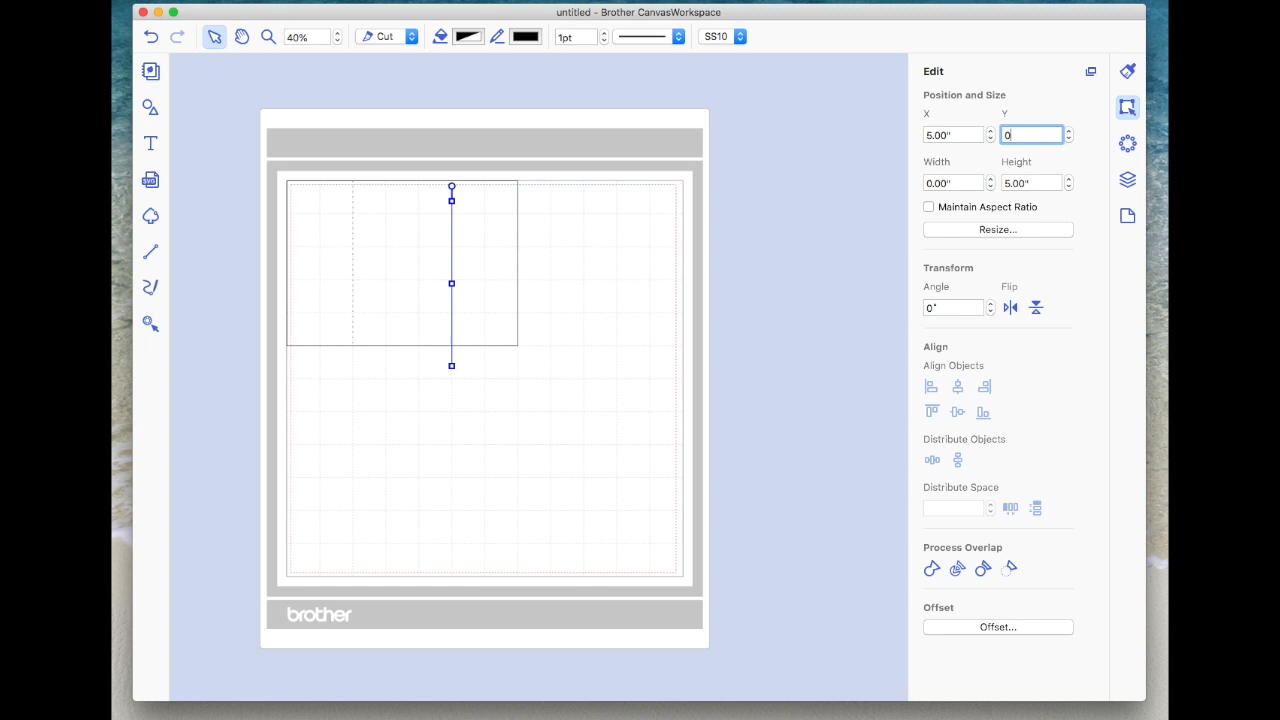 untitled - Brother CanvasWorkspace
40% Cut 1pt SS10
Edit
Position and Size
X Y
5.00" 0
Width Height
0.00" 5.00"
Maintain Aspect Ratio
Resize...
Transform
Angle Flip
0°
Align
Align Objects
Distribute Objects
Distribute Space
Process Overlap
Offset
Offset...
T
SVG
brother